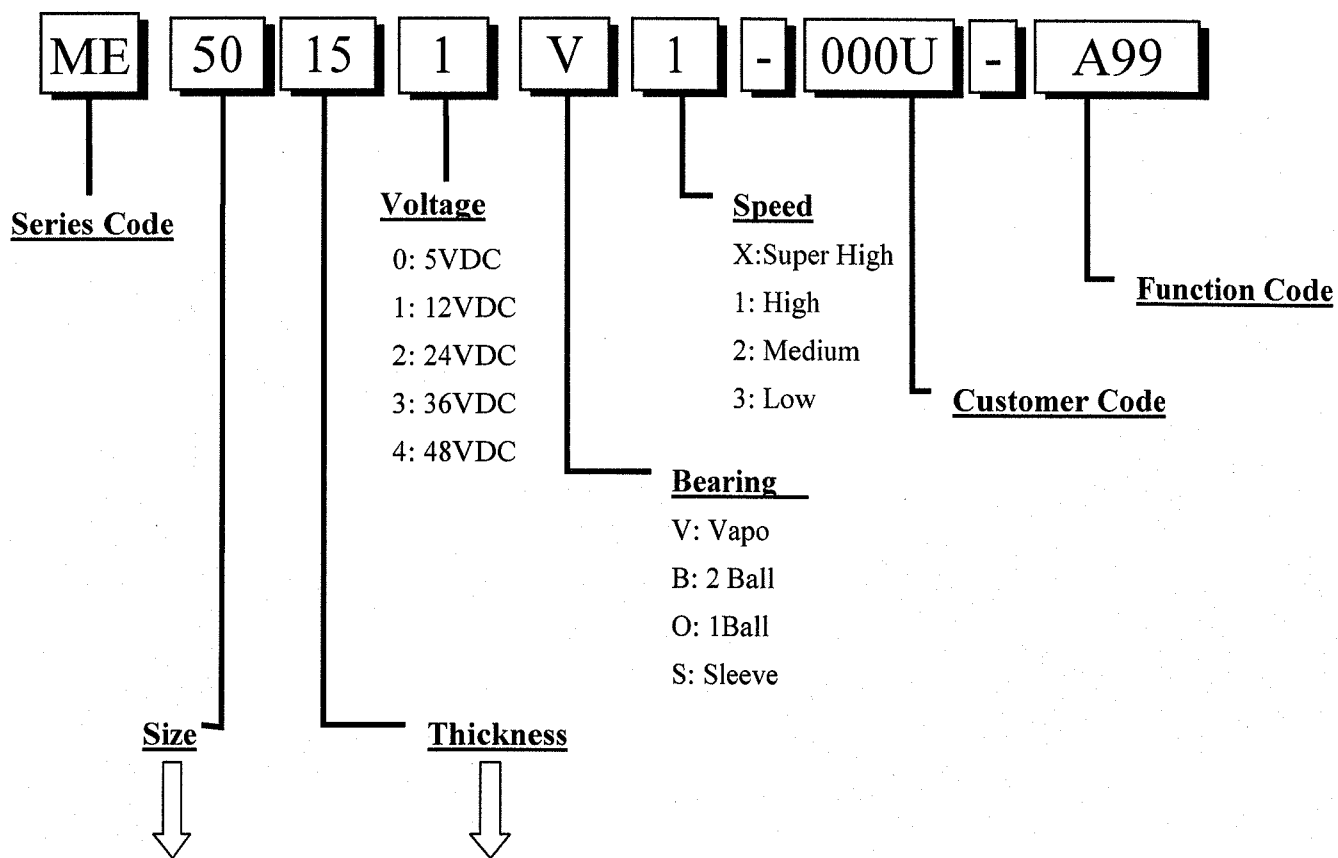 ME 50 15 1 V 1 - 000U - A99
Series Code
Voltage
0: 5VDC
1: 12VDC
2: 24VDC
3: 36VDC
4: 48VDC
Speed
X:Super High
1: High
2: Medium
3: Low
Function Code
Customer Code
Bearing
V: Vapo
B: 2 Ball
O: 1Ball
S: Sleeve
Size
Thickness